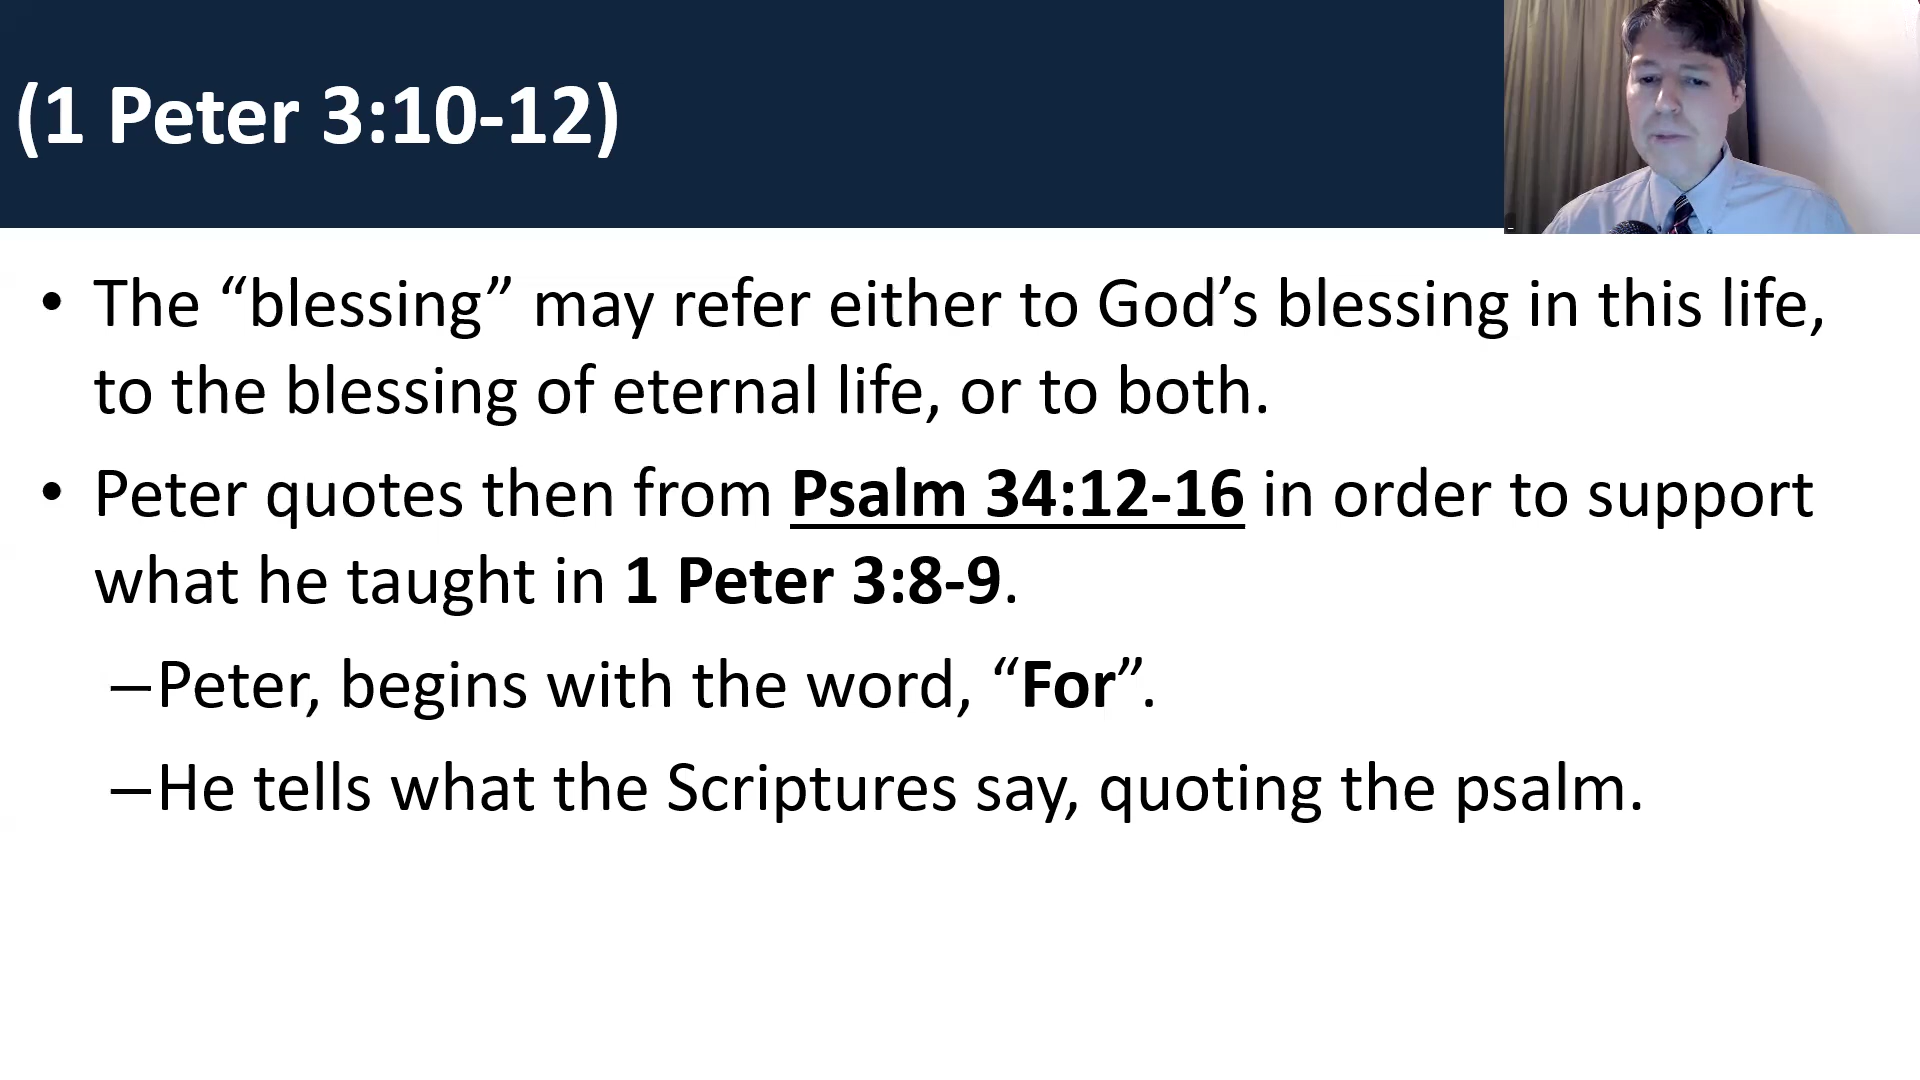 (1 Peter 3:10-12)
• The “blessing” may refer either to God’s blessing in this life,
to the blessing of eternal life, or to both.
• Peter quotes then from Psalm 34:12-16 in order to support
what he taught in 1 Peter 3:8-9.
–Peter, begins with the word, “For”.
–He tells what the Scriptures say, quoting the psalm.